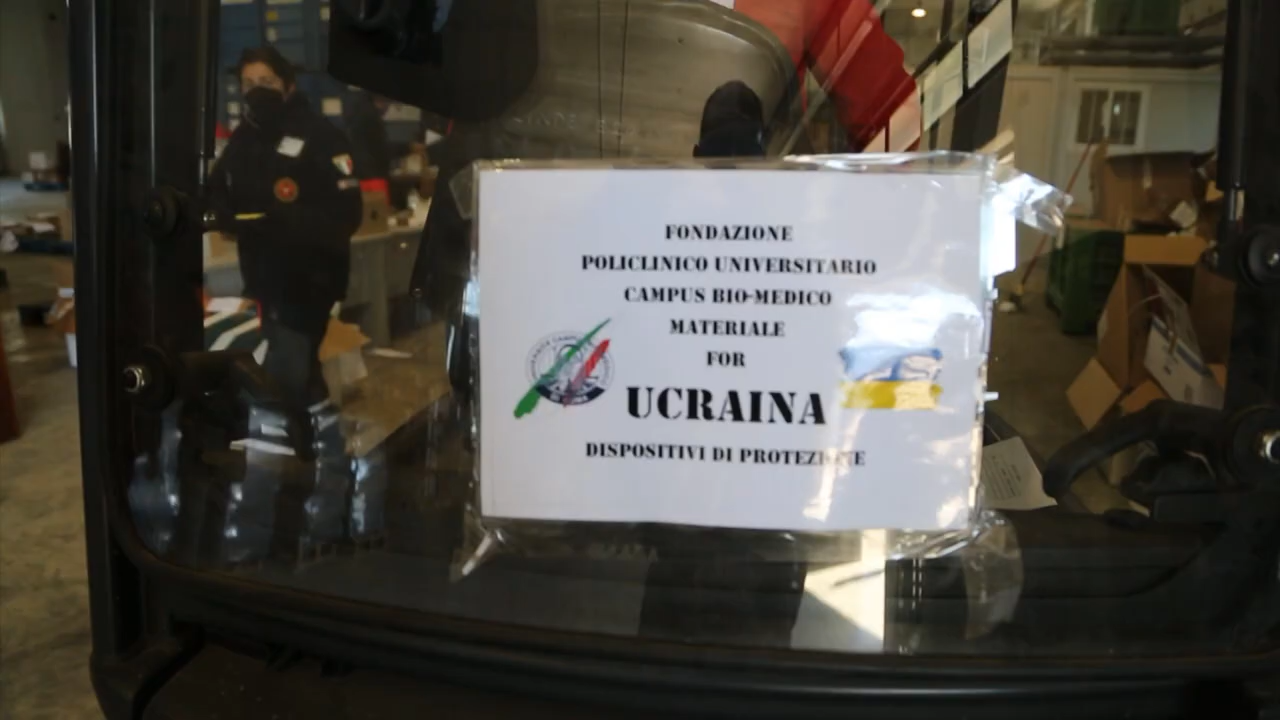 FONDAZIONE
POLICLINICO UNIVERSITARIO
CAMPUS BIO-MEDICO
MATERIALE
FOR
UCRAINA
DISPOSITIVI DI